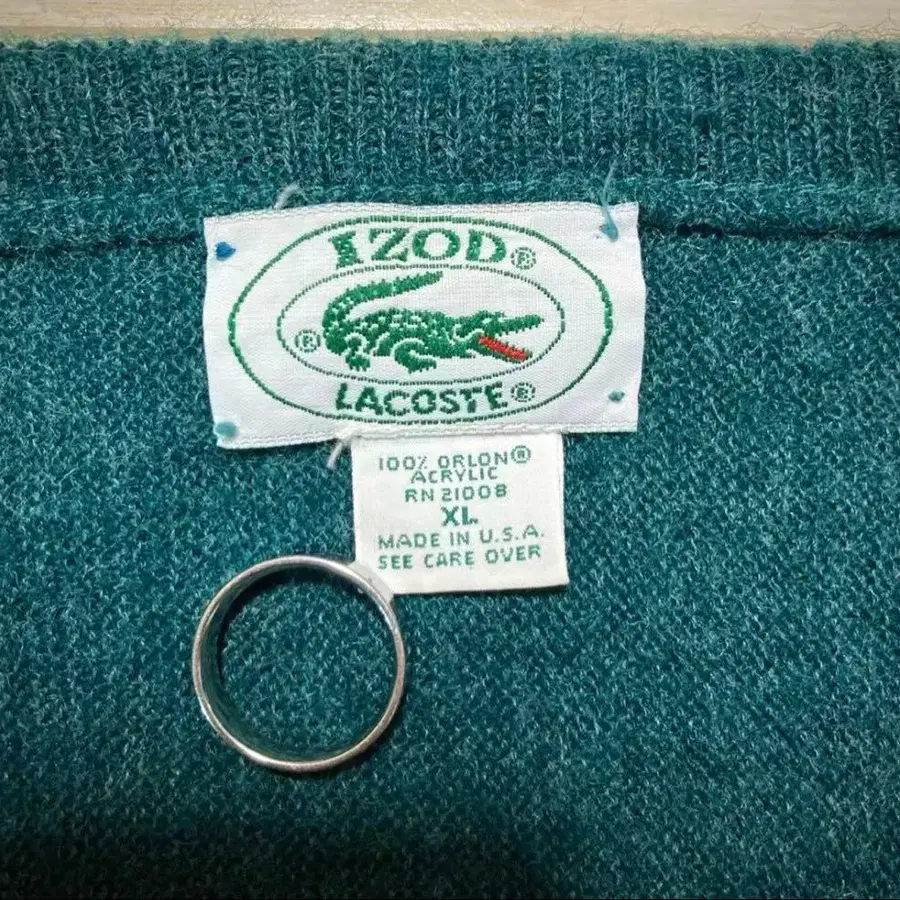 IZOD®
®
LACOSTE®
100% ORLON®
ACRYLIC
RN 21008
XL
MADE IN U.S.A.
SEE CARE OVER